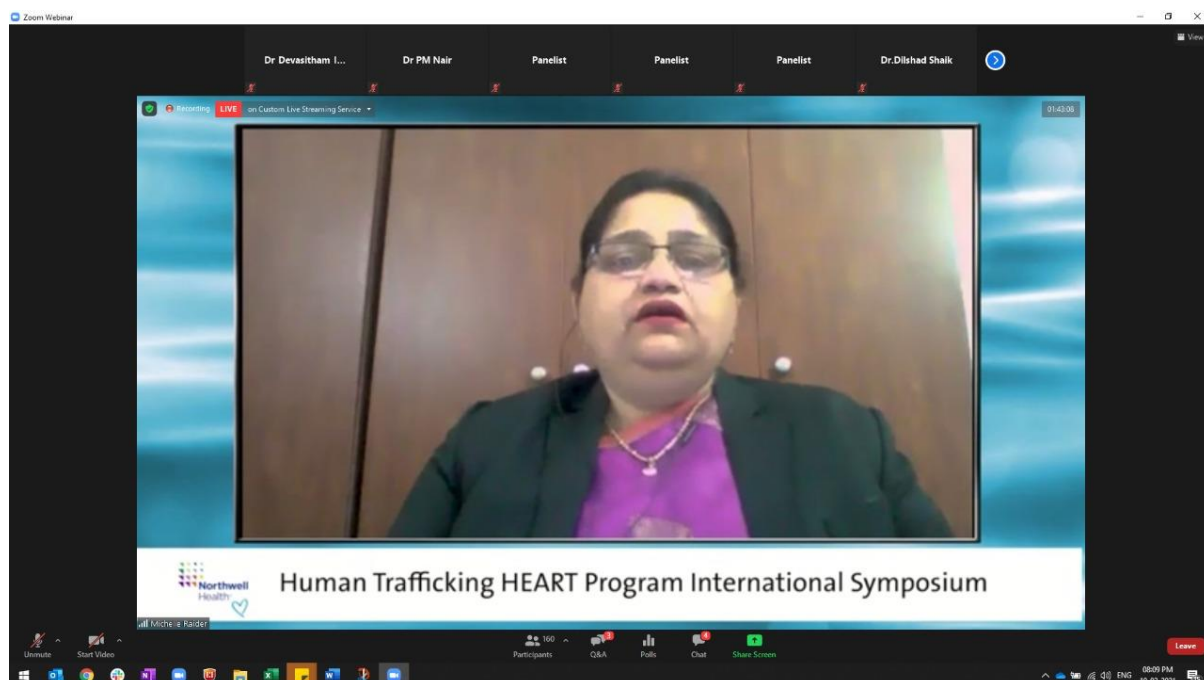 Zoom Webinar
View
Dr Devasitham I...
Dr PM Nair
Panelist
Panelist
Panelist
Dr.Dilshad Shaik
Recording LIVE on Custom Live Streaming Service
01:43:08
Northwell
Health
Human Trafficking HEART Program International Symposium
Michelle Raider
Unmute
Start Video
160
Participants
3
Q&A
Polls
4
Chat
Share Screen
Leave
ENG
08:09 PM